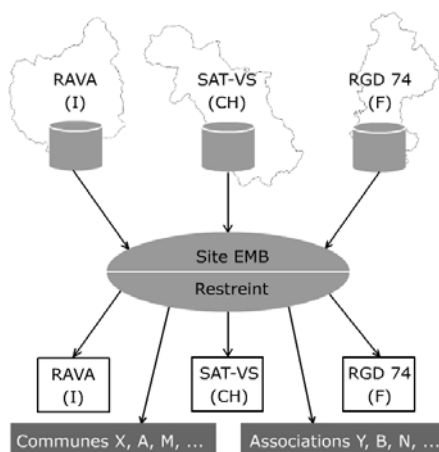 RAVA
(I)
SAT-VS
(CH)
RGD 74
(F)
Site EMB
Restreint
RAVA
(I)
SAT-VS
(CH)
RGD 74
(F)
Communes X, A, M, ...
Associations Y, B, N, ...